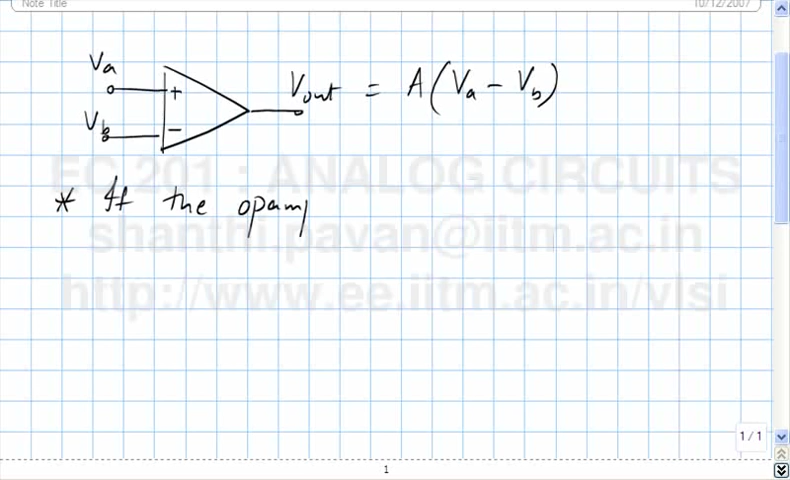 Note Title
10/12/2007
Va
Vb
+
-
Vout = A(Va - Vb)
* If the opamp
EC 201 : ANALOG CIRCUITS
shanthi.pavan@iitm.ac.in
http://www.ee.iitm.ac.in/vlsi
1/1
1